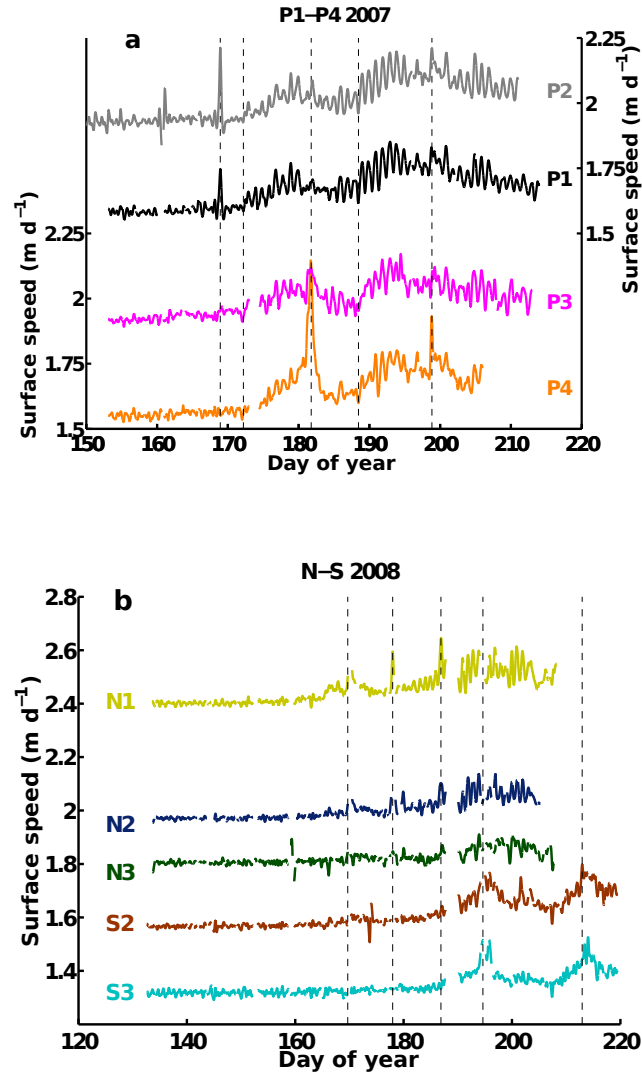 P1–P4 2007
a
2.25
2
1.75
1.5
Surface speed (m d⁻¹)
P2
P1
P3
P4
2.25
2
1.75
1.5
Surface speed (m d⁻¹)
150 160 170 180 190 200 210 220
Day of year
N–S 2008
b
2.8
2.6
2.4
2.2
2
1.8
1.6
1.4
Surface speed (m d⁻¹)
N1
N2
N3
S2
S3
120 140 160 180 200 220
Day of year